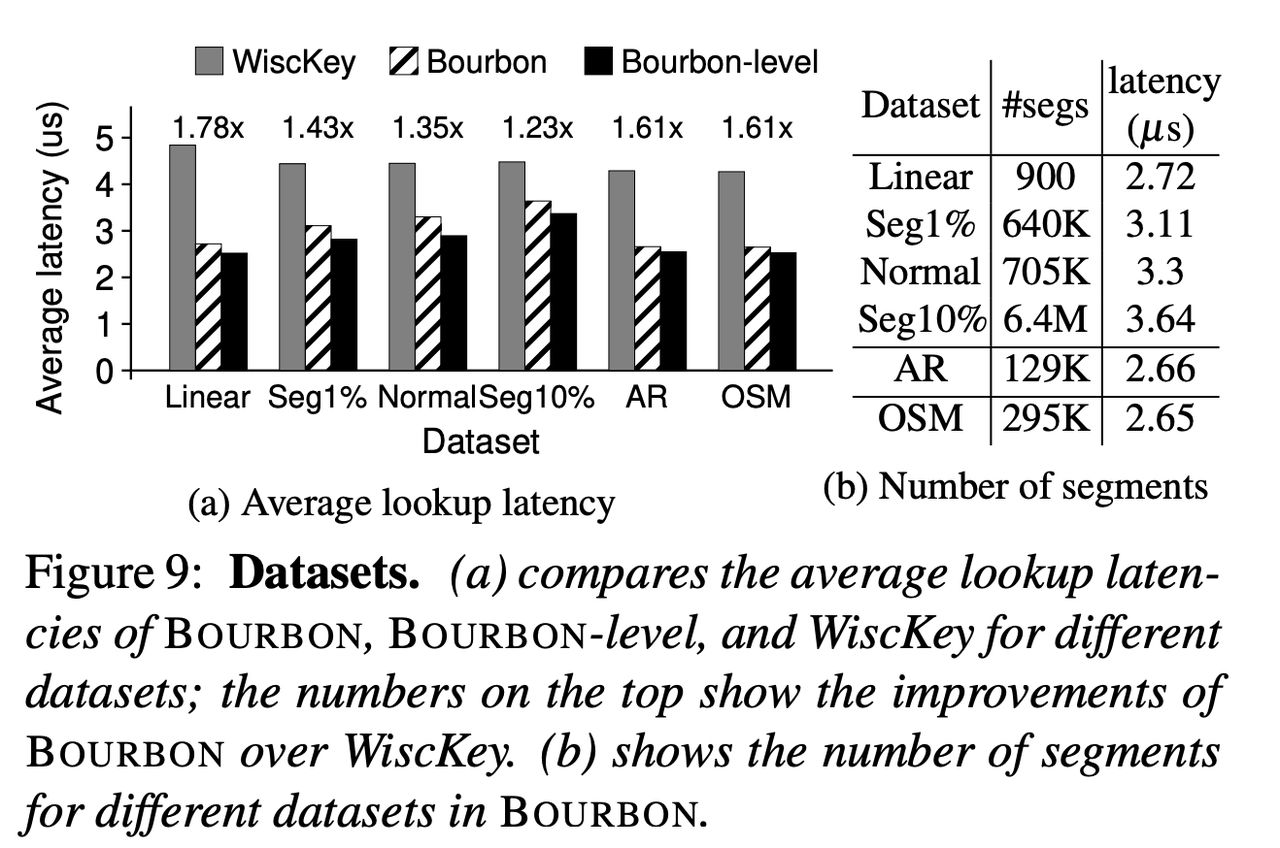 WiscKey Bourbon Bourbon-level
Average latency (us)
5
4
3
2
1
0
1.78x 1.43x 1.35x 1.23x 1.61x 1.61x
Linear Seg1% Normal Seg10% AR OSM
Dataset
(a) Average lookup latency
Dataset #segs latency (μs)
Linear 900 2.72
Seg1% 640K 3.11
Normal 705K 3.3
Seg10% 6.4M 3.64
AR 129K 2.66
OSM 295K 2.65
(b) Number of segments
Figure 9: Datasets. (a) compares the average lookup laten-
cies of BOURBON, BOURBON-level, and WiscKey for different
datasets; the numbers on the top show the improvements of
BOURBON over WiscKey. (b) shows the number of segments
for different datasets in BOURBON.